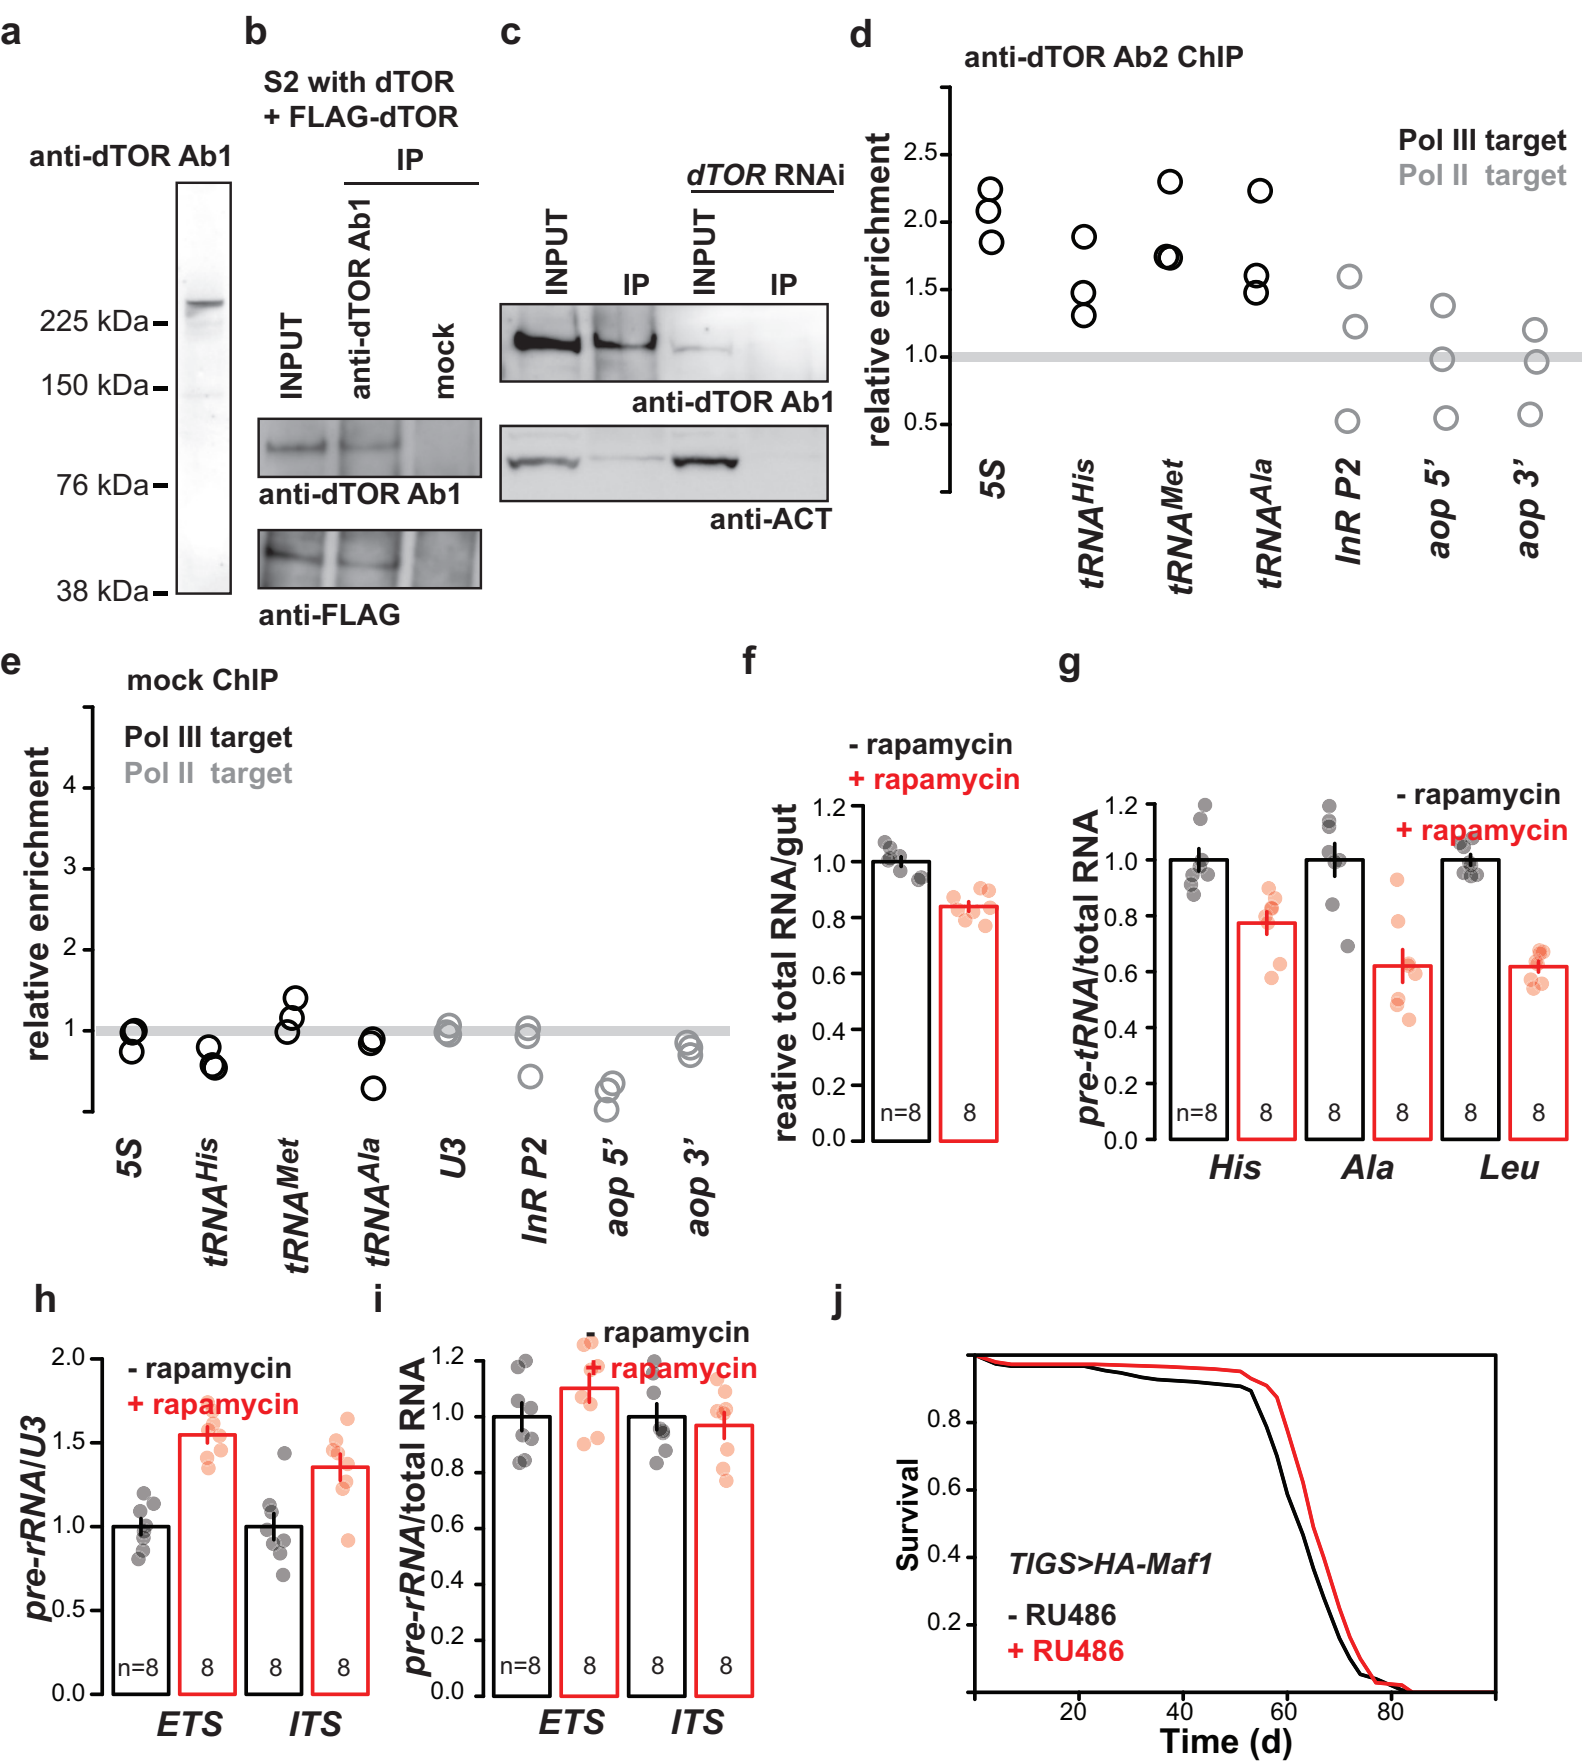 a
anti-dTOR Ab1
225 kDa
150 kDa
76 kDa
38 kDa
b
S2 with dTOR
+ FLAG-dTOR
IP
INPUT
anti-dTOR Ab1
mock
anti-dTOR Ab1
anti-FLAG
c
dTOR RNAi
INPUT
IP
INPUT
IP
anti-dTOR Ab1
anti-ACT
d
anti-dTOR Ab2 ChIP
Pol III target
Pol II target
relative enrichment
2.5
2.0
1.5
1.0
0.5
5S
tRNAHis
tRNAMet
tRNAAla
InR P2
aop 5’
aop 3’
e
mock ChIP
Pol III target
Pol II target
relative enrichment
4
3
2
1
5S
tRNAHis
tRNAMet
tRNAAla
U3
InR P2
aop 5’
aop 3’
f
- rapamycin
+ rapamycin
reative total RNA/gut
1.2
1.0
0.8
0.6
0.4
0.2
0.0
n=8
8
g
- rapamycin
+ rapamycin
pre-tRNA/total RNA
1.2
1.0
0.8
0.6
0.4
0.2
0.0
n=8
8
8
8
8
8
His
Ala
Leu
h
- rapamycin
+ rapamycin
pre-rRNA/U3
2.0
1.5
1.0
0.5
0.0
n=8
8
8
8
ETS
ITS
i
- rapamycin
+ rapamycin
pre-rRNA/total RNA
1.2
1.0
0.8
0.6
0.4
0.2
0.0
n=8
8
8
8
ETS
ITS
j
Survival
0.8
0.6
0.4
0.2
TIGS>HA-Maf1
- RU486
+ RU486
20
40
60
80
Time (d)